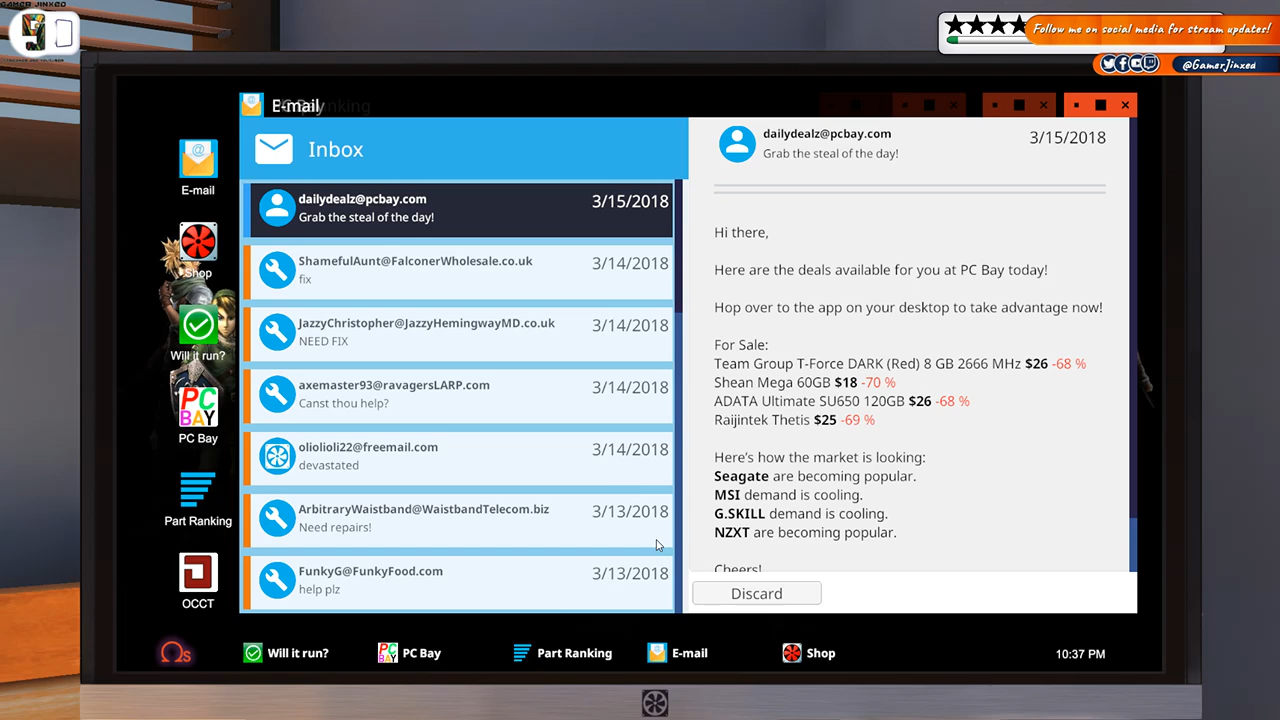 GAMER JINXED
Follow me on social media for stream updates!
@GamerJinxed
E-mail
Inbox
dailydealz@pcbay.com
3/15/2018
Grab the steal of the day!
ShamefulAunt@FalconerWholesale.co.uk
3/14/2018
fix
JazzyChristopher@JazzyHemingwayMD.co.uk
3/14/2018
NEED FIX
axemaster93@ravagersLARP.com
3/14/2018
Canst thou help?
oliolioli22@freemail.com
3/14/2018
devastated
ArbitraryWaistband@WaistbandTelecom.biz
3/13/2018
Need repairs!
FunkyG@FunkyFood.com
3/13/2018
help plz
dailydealz@pcbay.com
3/15/2018
Grab the steal of the day!
Hi there,
Here are the deals available for you at PC Bay today!
Hop over to the app on your desktop to take advantage now!
For Sale:
Team Group T-Force DARK (Red) 8 GB 2666 MHz $26 -68 %
Shean Mega 60GB $18 -70 %
ADATA Ultimate SU650 120GB $26 -68 %
Raijintek Thetis $25 -69 %
Here's how the market is looking:
Seagate are becoming popular.
MSI demand is cooling.
G.SKILL demand is cooling.
NZXT are becoming popular.
Cheers!
Discard
E-mail
Shop
Will it run?
PC
BAY
PC Bay
Part Ranking
OCCT
Ωs
Will it run?
PC
BAY
PC Bay
Part Ranking
E-mail
Shop
10:37 PM